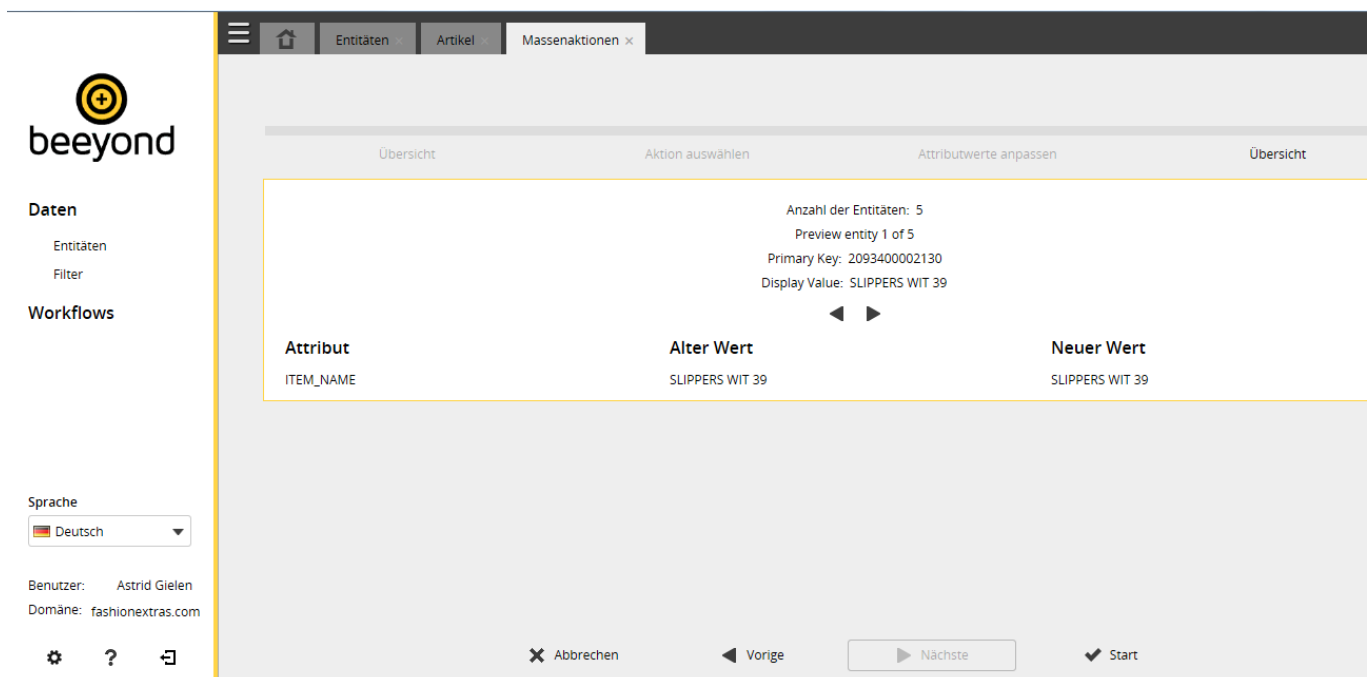 Entitäten ×
Artikel ×
Massenaktionen ×
beeyond
Daten
Entitäten
Filter
Workflows
Sprache
Deutsch
Benutzer: Astrid Gielen
Domäne: fashionextras.com
?
Übersicht
Aktion auswählen
Attributwerte anpassen
Übersicht
Anzahl der Entitäten: 5
Preview entity 1 of 5
Primary Key: 2093400002130
Display Value: SLIPPERS WIT 39
Attribut Alter Wert Neuer Wert
ITEM_NAME SLIPPERS WIT 39 SLIPPERS WIT 39
Abbrechen
Vorige
Nächste
Start